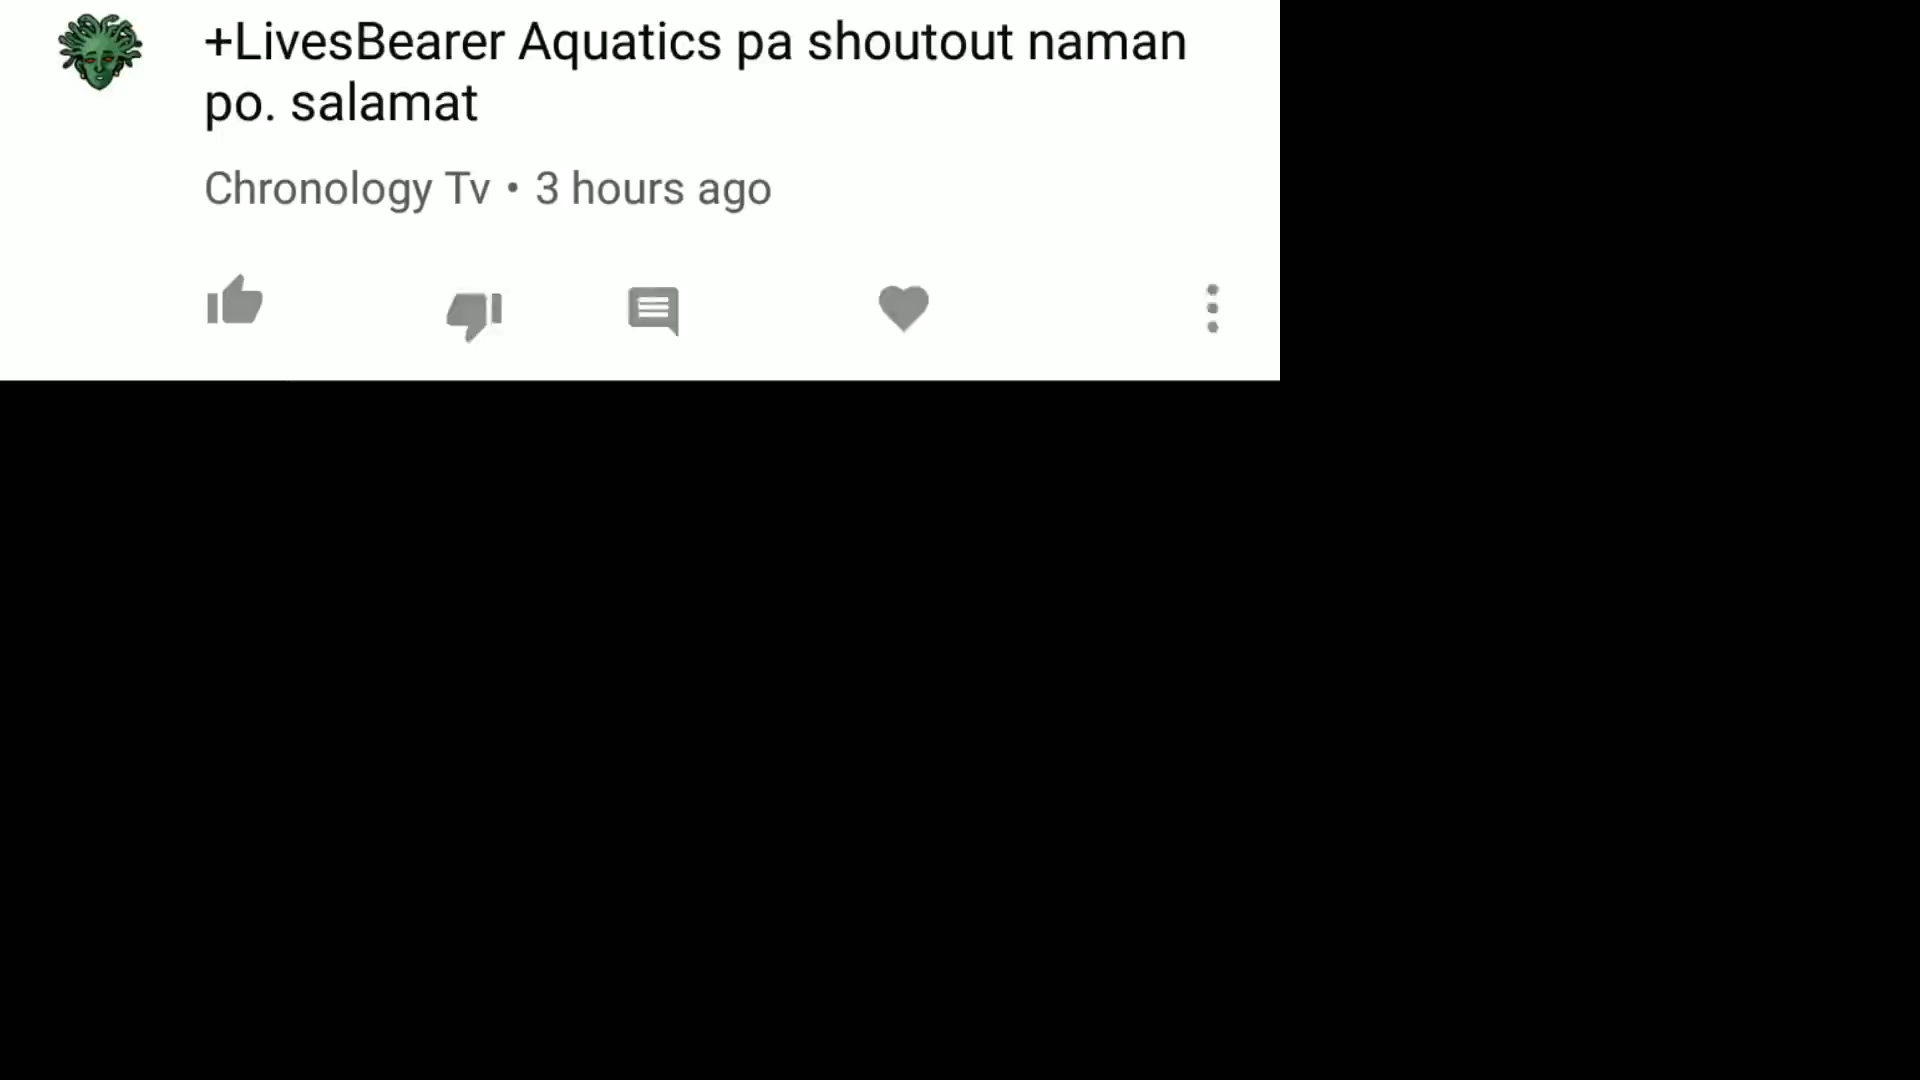 +LivesBearer Aquatics pa shoutout naman
po. salamat
Chronology Tv • 3 hours ago